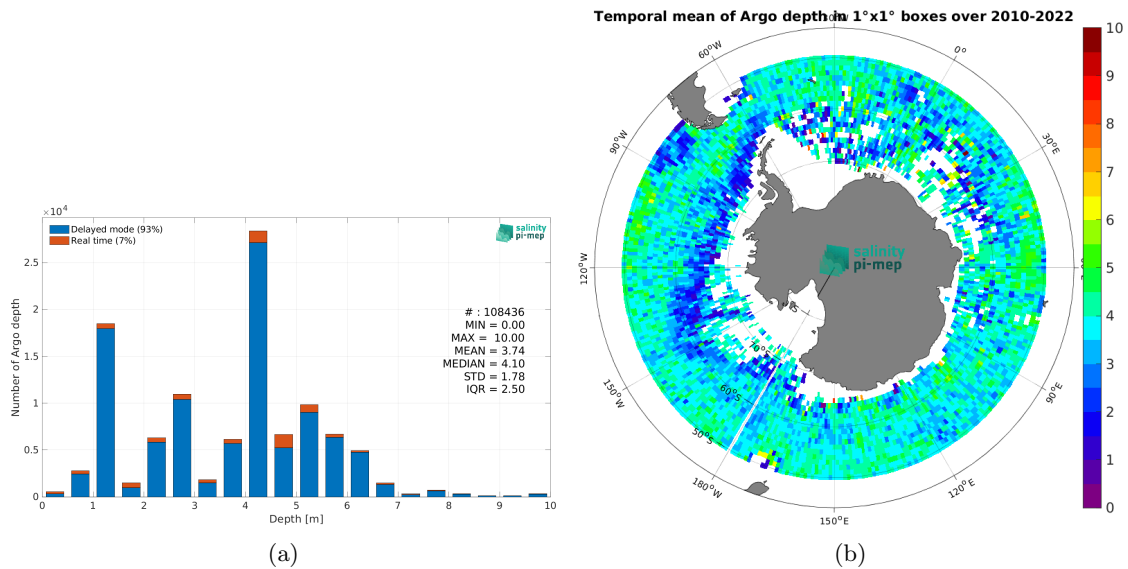 ×10⁴
Delayed mode (93%)
Real time (7%)
salinity
pi-mep
# : 108436
MIN = 0.00
MAX = 10.00
MEAN = 3.74
MEDIAN = 4.10
STD = 1.78
IQR = 2.50
2.5
2
1.5
1
0.5
0
Number of Argo depth
0 1 2 3 4 5 6 7 8 9 10
Depth [m]
(a)
Temporal mean of Argo depth in 1°x1° boxes over 2010-2022
60°W
0°
30°E
90°W
120°W
150°W
180°W
150°E
120°E
90°E
50°S
60°S
salinity
pi-mep
10
9
8
7
6
5
4
3
2
1
0
(b)